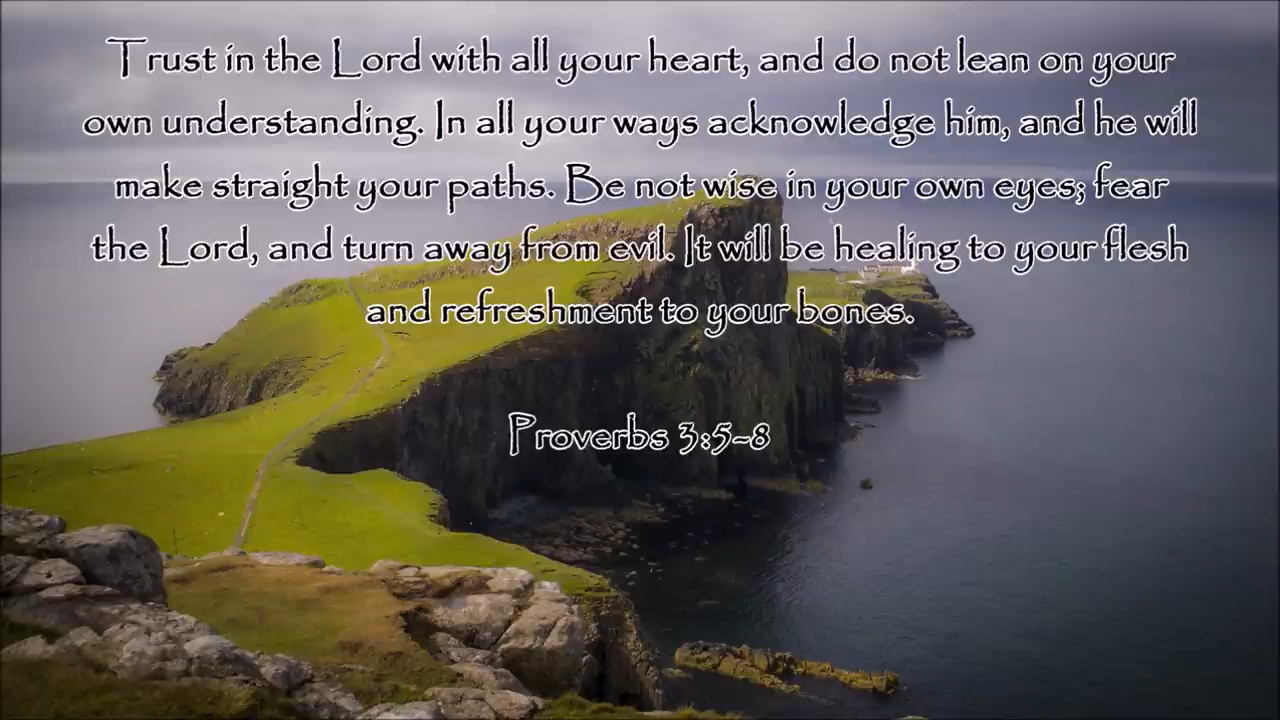 Trust in the Lord with all your heart, and do not lean on your
own understanding. In all your ways acknowledge him, and he will
make straight your paths. Be not wise in your own eyes; fear
the Lord, and turn away from evil. It will be healing to your flesh
and refreshment to your bones.
Proverbs 3:5-8